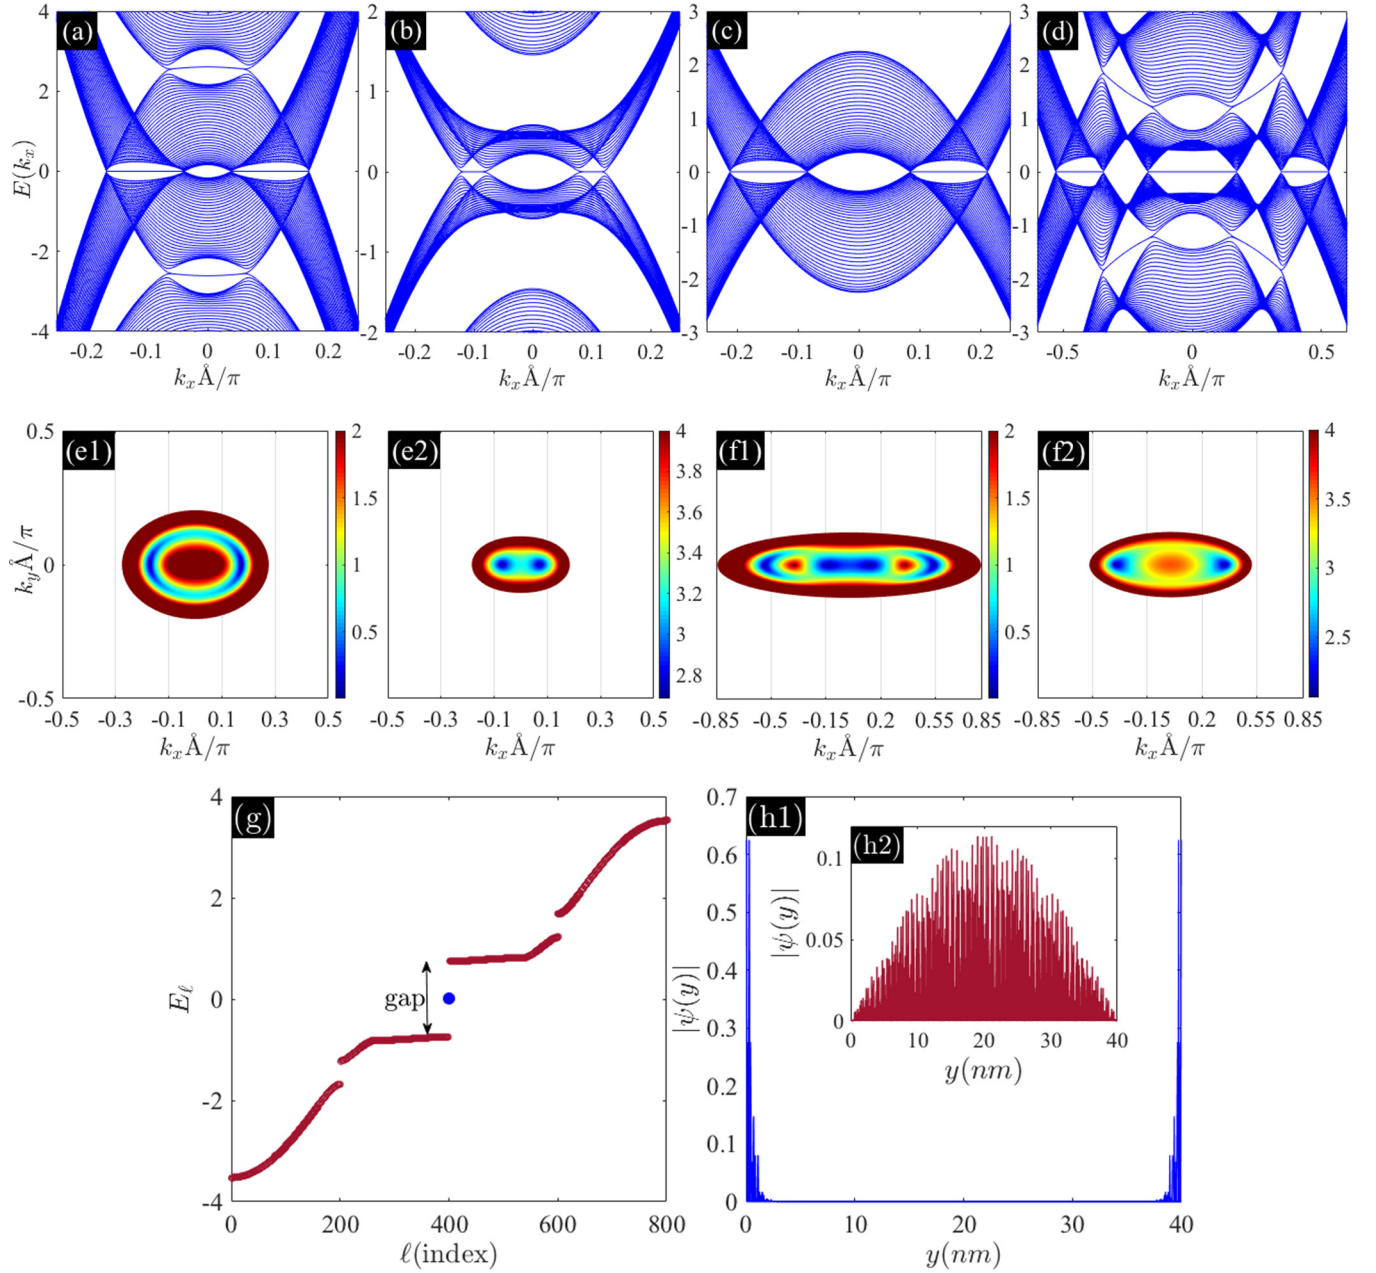 (a) (b) (c) (d)
4 2 3 3
2 1 2 2
1 1
E(kₓ) 0 0 0 0
-1 -1
-2 -1 -2 -2
-4 -2 -3 -3
-0.2 -0.1 0 0.1 0.2 -0.2 -0.1 0 0.1 0.2 -0.2 -0.1 0 0.1 0.2 -0.5 0 0.5
kₓÅ/π kₓÅ/π kₓÅ/π kₓÅ/π
(e1) (e2) (f1) (f2)
0.5 2 4 2 4
3.8
1.5 3.6 1.5 3.5
k_yÅ/π 0 3.4
1 3.2 1 3
3
0.5 2.8 0.5 2.5
-0.5
-0.5 -0.3 -0.1 0.1 0.3 0.5 -0.5 -0.3 -0.1 0.1 0.3 0.5 -0.85 -0.5 -0.15 0.2 0.55 0.85 -0.85 -0.5 -0.15 0.2 0.55 0.85
kₓÅ/π kₓÅ/π kₓÅ/π kₓÅ/π
(g)
4
2
E_ℓ 0
-2
-4
gap
0 200 400 600 800
ℓ(index)
(h1)
0.7
0.6
0.5
0.4
0.3
0.2
0.1
0
|ψ(y)|
0 10 20 30 40
y(nm)
(h2)
0.1
0.05
0
|ψ(y)|
0 10 20 30 40
y(nm)